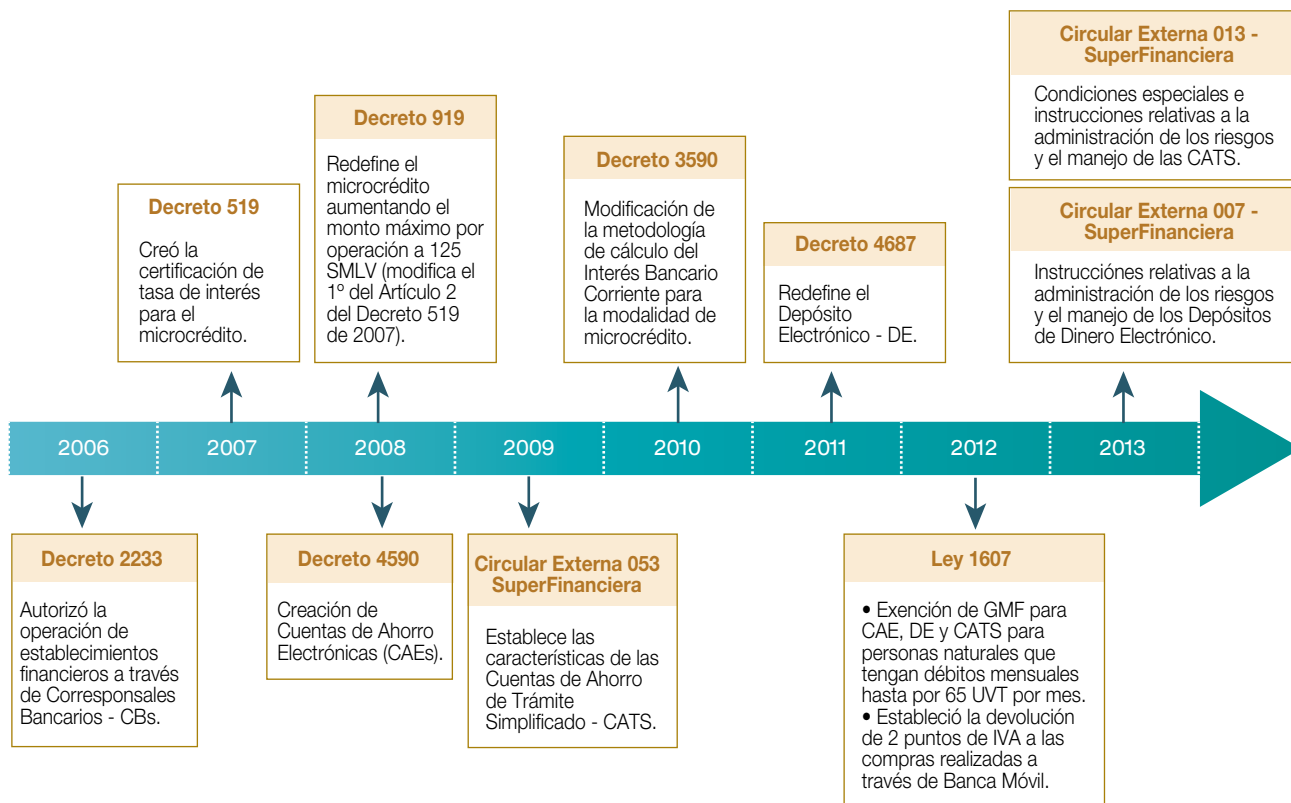 Circular Externa 013 -
SuperFinanciera
Condiciones especiales e
instrucciones relativas a la
administración de los riesgos
y el manejo de las CATS.
Decreto 919
Redefine el
microcrédito
aumentando el
monto máximo por
operación a 125
SMLV (modifica el
1º del Artículo 2
del Decreto 519
de 2007).
Decreto 3590
Modificación de
la metodología
de cálculo del
Interés Bancario
Corriente para
la modalidad de
microcrédito.
Decreto 519
Creó la
certificación de
tasa de interés
para el
microcrédito.
Circular Externa 007 -
SuperFinanciera
Instrucciónes relativas a la
administración de los riesgos
y el manejo de los Depósitos
de Dinero Electrónico.
Decreto 4687
Redefine el
Depósito
Electrónico - DE.
2006 2007 2008 2009 2010 2011 2012 2013
Decreto 2233
Autorizó la
operación de
establecimientos
financieros a través
de Corresponsales
Bancarios - CBs.
Decreto 4590
Creación de
Cuentas de Ahorro
Electrónicas (CAEs).
Circular Externa 053
SuperFinanciera
Establece las
características de las
Cuentas de Ahorro
de Trámite
Simplificado - CATS.
Ley 1607
• Exención de GMF para
CAE, DE y CATS para
personas naturales que
tengan débitos mensuales
hasta por 65 UVT por mes.
• Estableció la devolución
de 2 puntos de IVA a las
compras realizadas a
través de Banca Móvil.